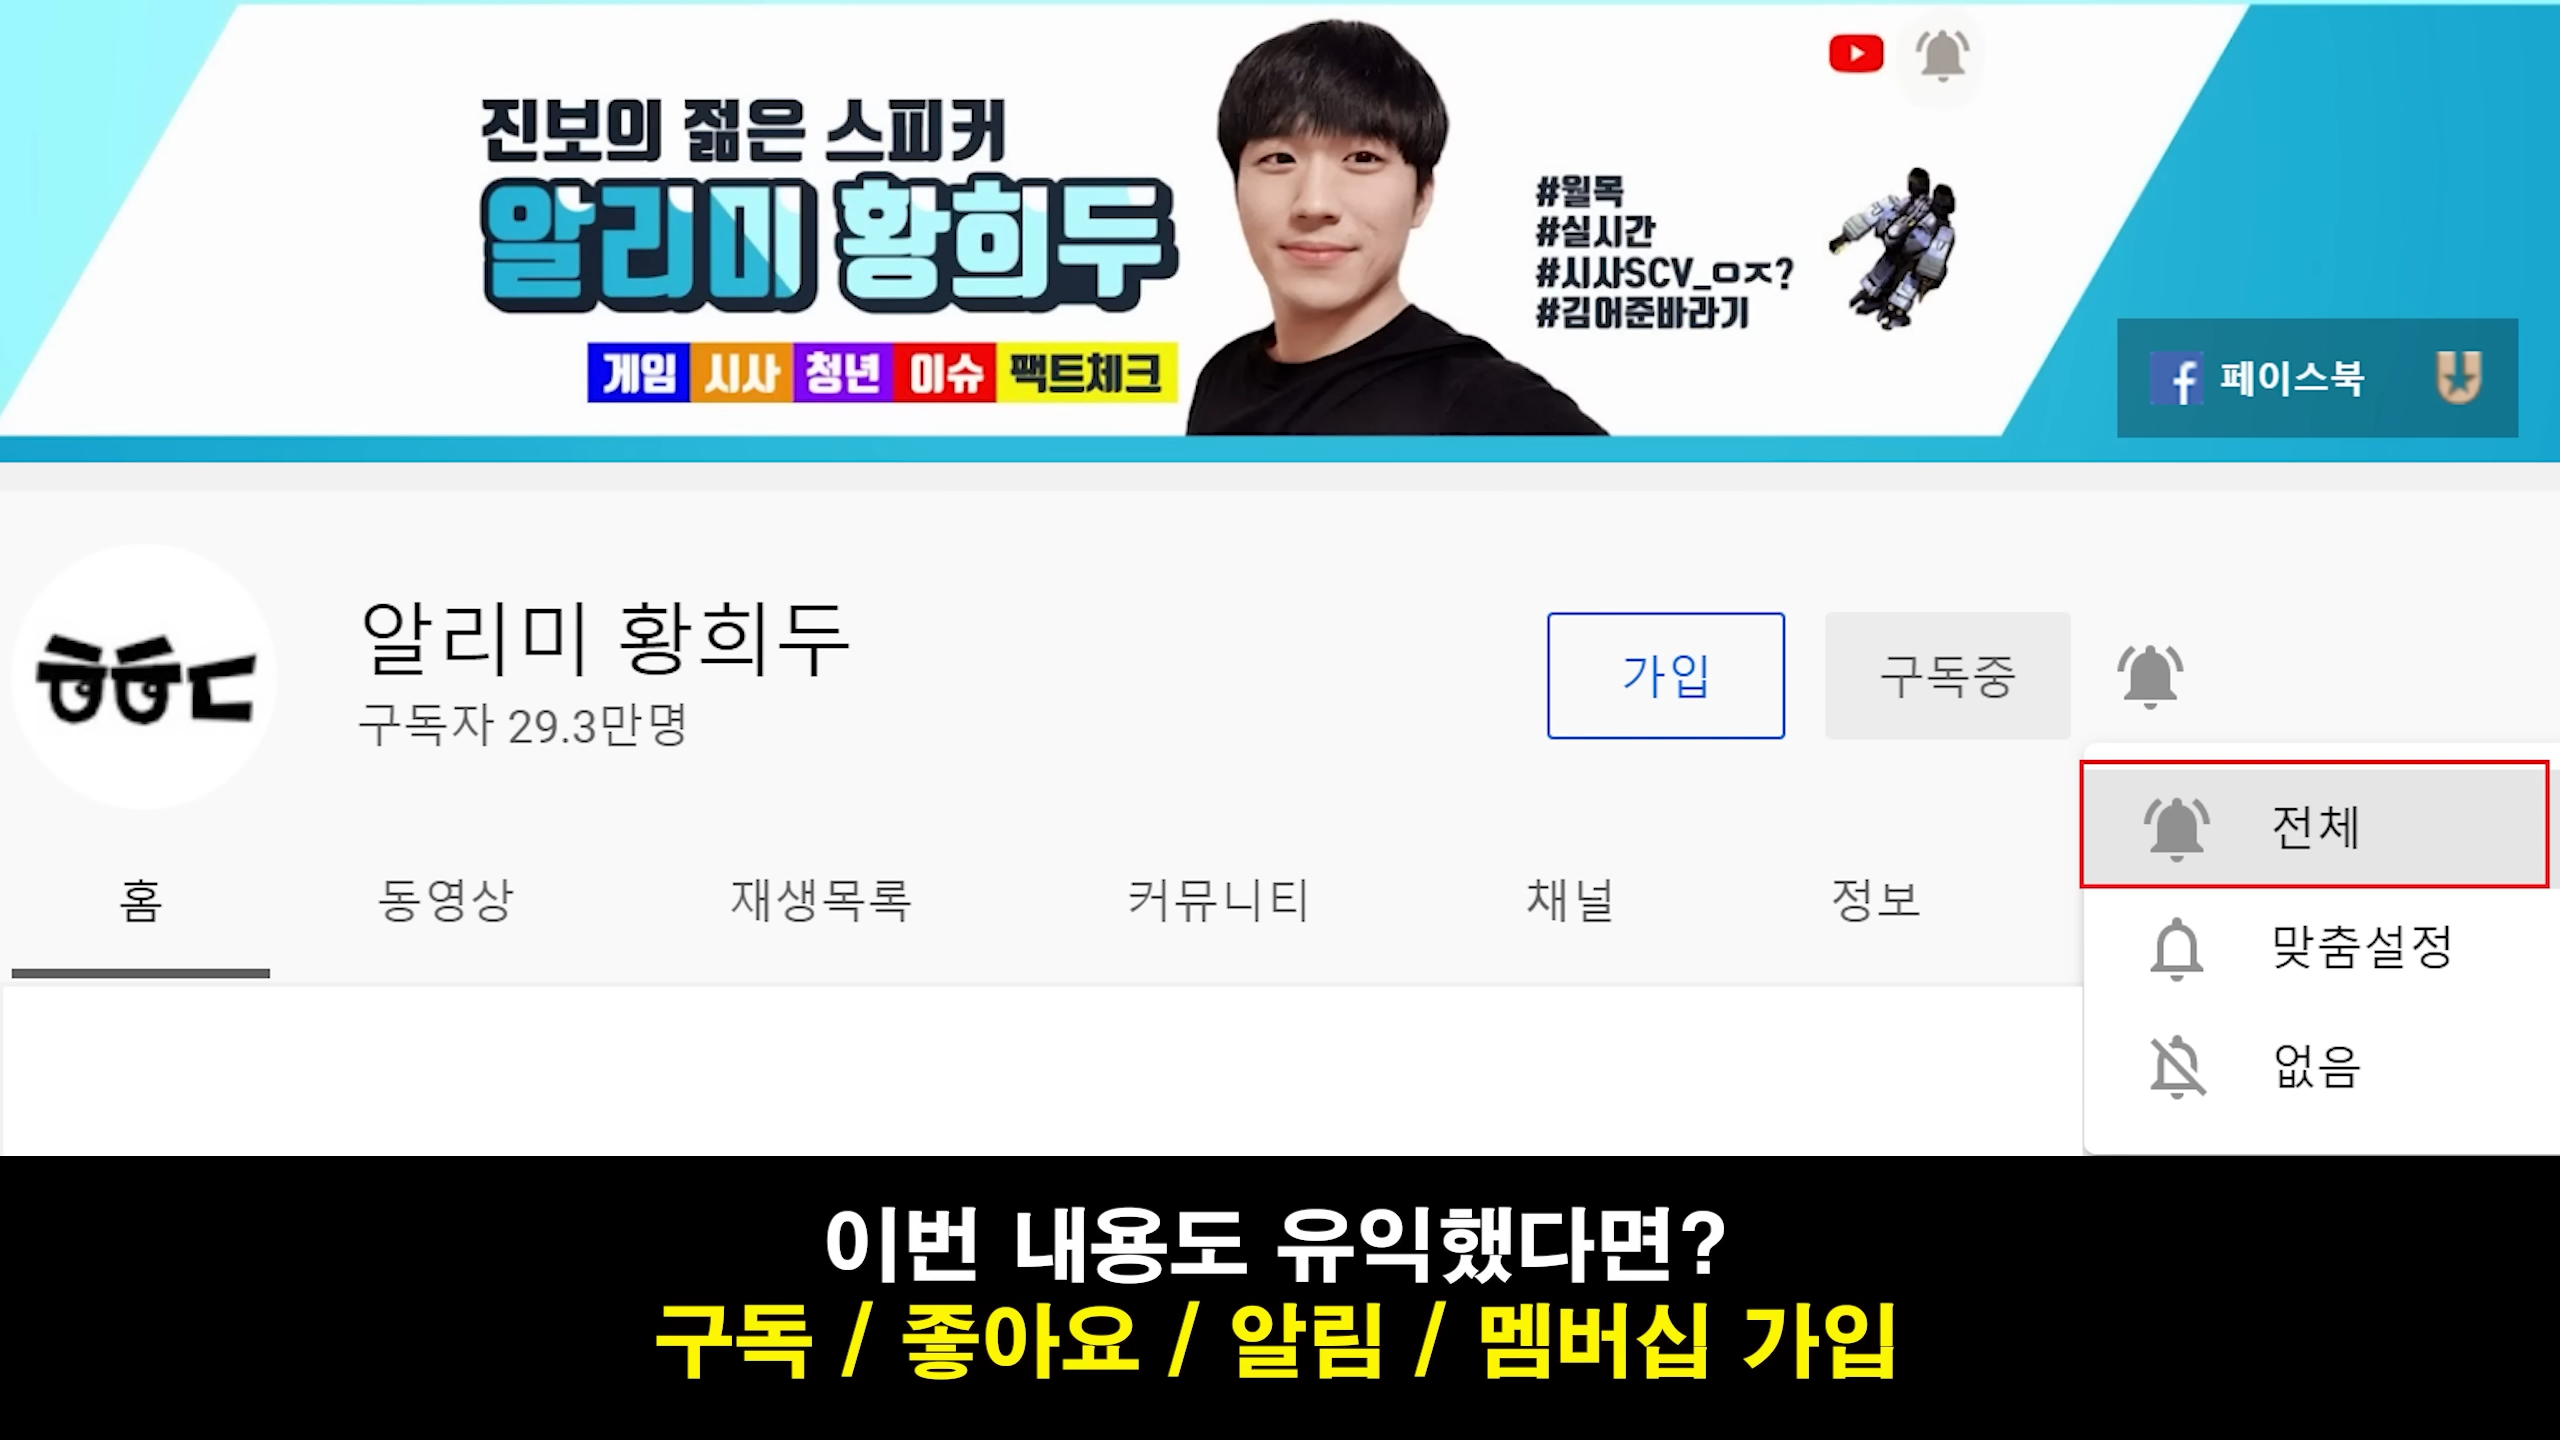 진보의 젊은 스피커
알리미 황희두
게임 시사 청년 이슈 팩트체크
#월목
#실시간
#시사SCV_ㅁㅈ?
#김어준바라기
f 페이스북
ㅎㅎㄷ
알리미 황희두
구독자 29.3만명
가입
구독중
홈
동영상
재생목록
커뮤니티
채널
정보
전체
맞춤설정
없음
이번 내용도 유익했다면?
구독 / 좋아요 / 알림 / 멤버십 가입